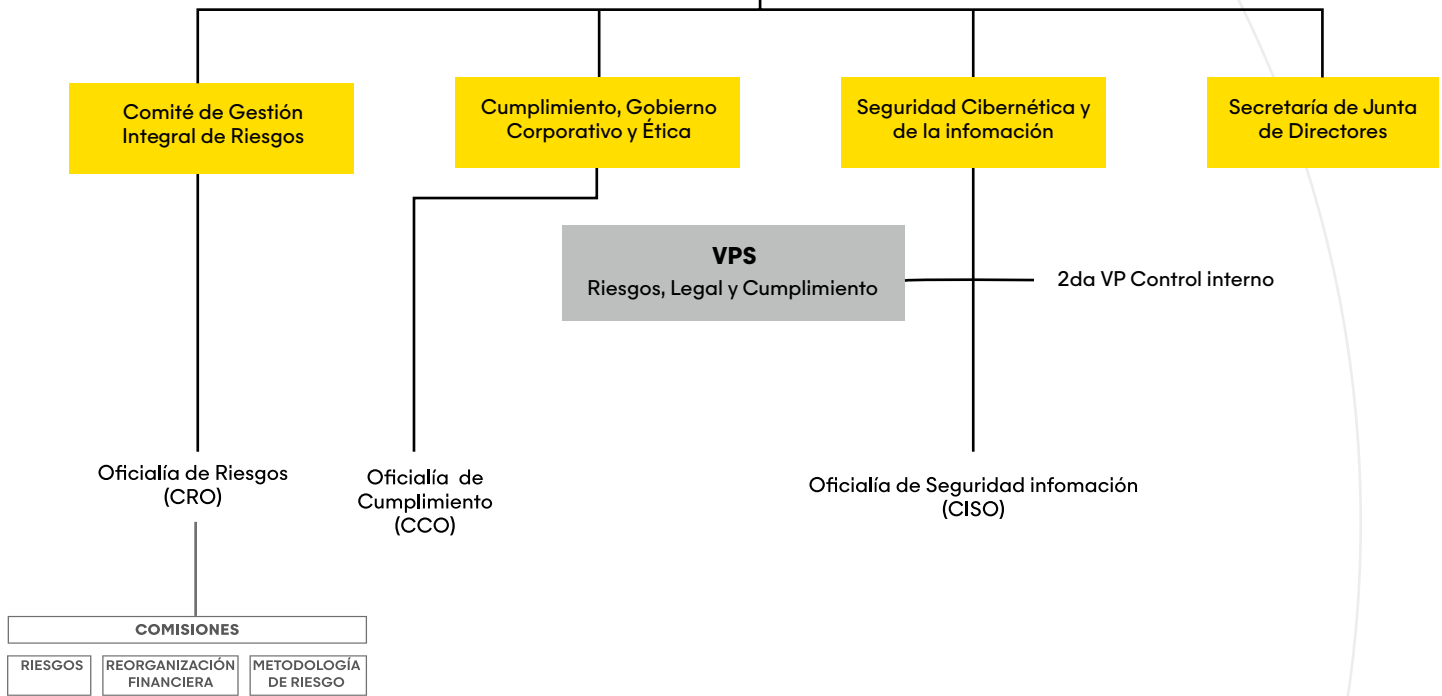 Comité de Gestión
Integral de Riesgos
Cumplimiento, Gobierno
Corporativo y Ética
Seguridad Cibernética y
de la infomación
Secretaría de Junta
de Directores
VPS
Riesgos, Legal y Cumplimiento
2da VP Control interno
Oficialía de Riesgos
(CRO)
Oficialía de
Cumplimiento
(CCO)
Oficialía de Seguridad infomación
(CISO)
COMISIONES
RIESGOS
REORGANIZACIÓN
FINANCIERA
METODOLOGÍA
DE RIESGO